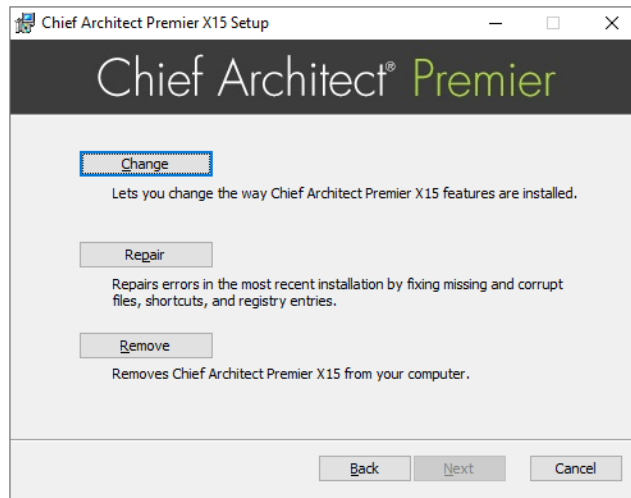 Chief Architect Premier X15 Setup
Chief Architect® Premier
Change
Lets you change the way Chief Architect Premier X15 features are installed.
Repair
Repairs errors in the most recent installation by fixing missing and corrupt
files, shortcuts, and registry entries.
Remove
Removes Chief Architect Premier X15 from your computer.
Back Next Cancel